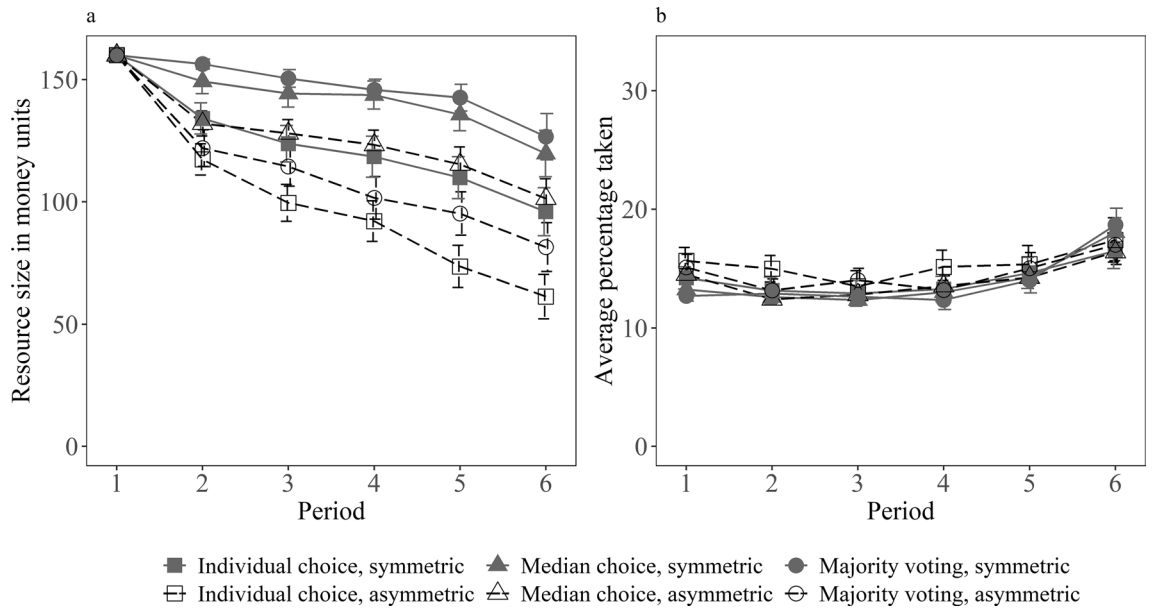 a
b
Resource size in money units
150
100
50
0
1 2 3 4 5 6
Period
Average percentage taken
30
20
10
0
1 2 3 4 5 6
Period
Individual choice, symmetric Median choice, symmetric Majority voting, symmetric
Individual choice, asymmetric Median choice, asymmetric Majority voting, asymmetric